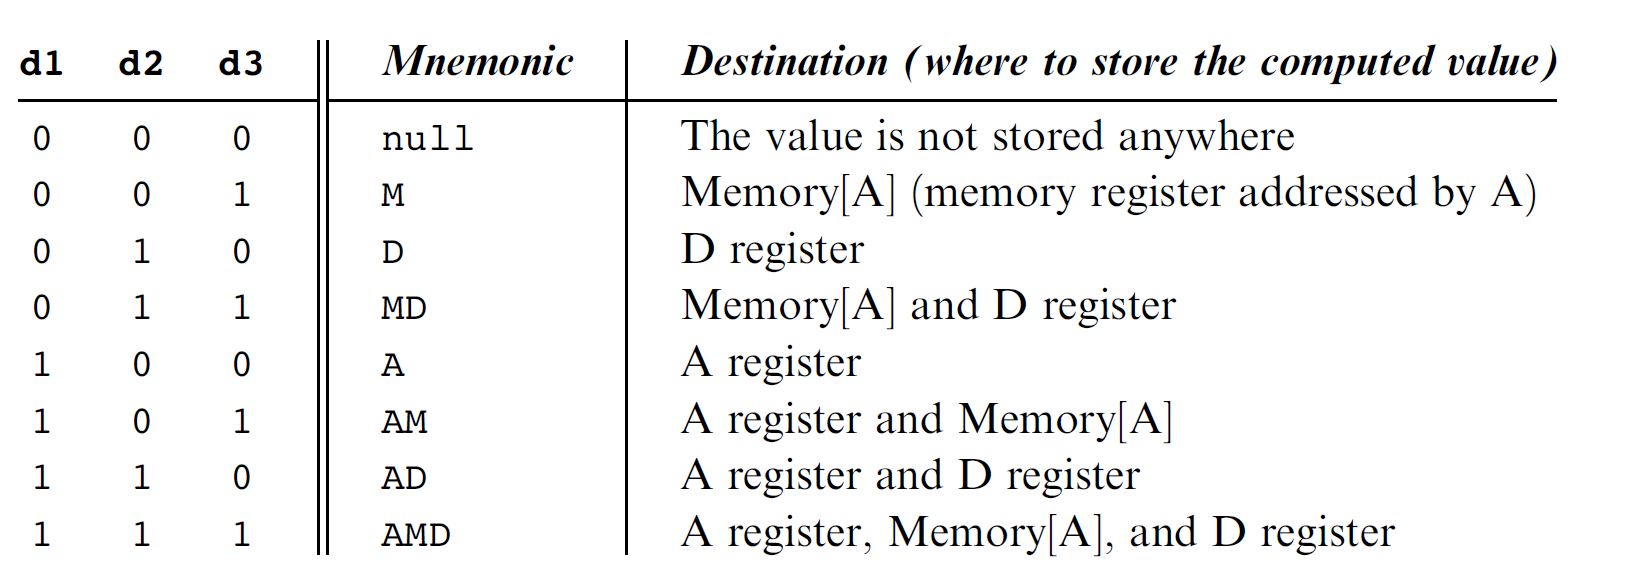 d1 d2 d3 Mnemonic Destination (where to store the computed value)
0 0 0 null The value is not stored anywhere
0 0 1 M Memory[A] (memory register addressed by A)
0 1 0 D D register
0 1 1 MD Memory[A] and D register
1 0 0 A A register
1 0 1 AM A register and Memory[A]
1 1 0 AD A register and D register
1 1 1 AMD A register, Memory[A], and D register